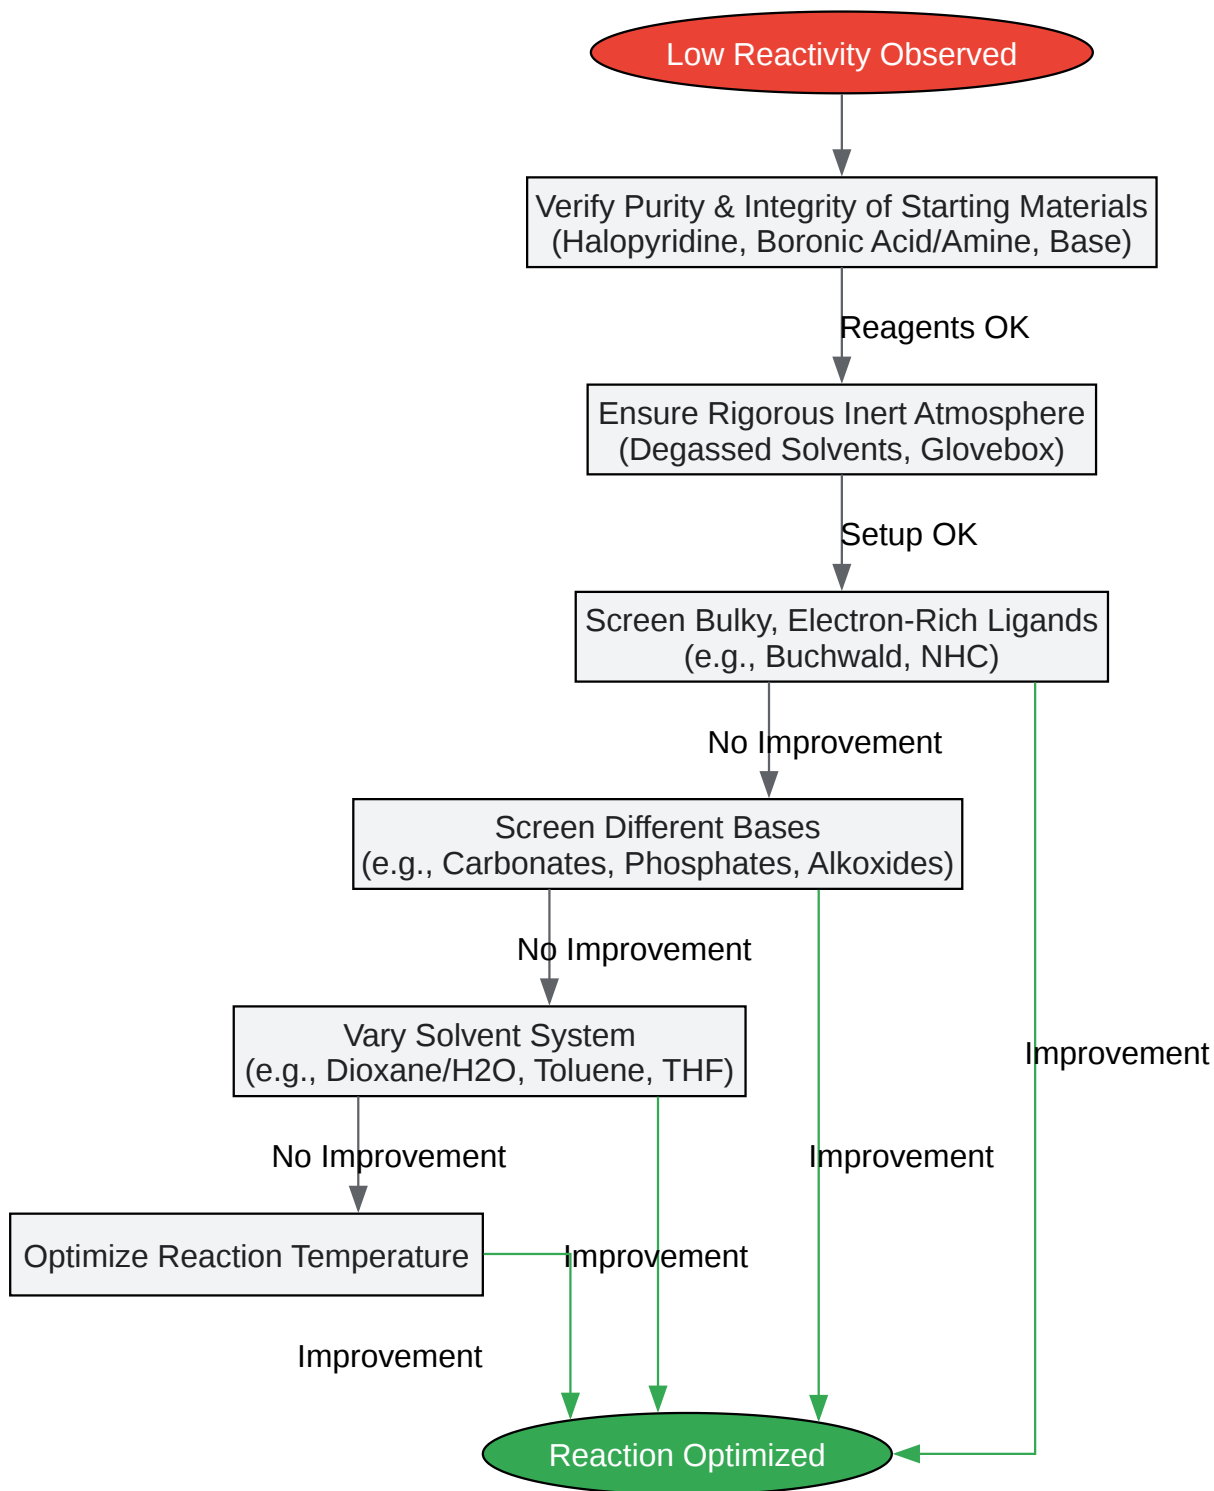 Low Reactivity Observed
Verify Purity & Integrity of Starting Materials
(Halopyridine, Boronic Acid/Amine, Base)
Reagents OK
Ensure Rigorous Inert Atmosphere
(Degassed Solvents, Glovebox)
Setup OK
Screen Bulky, Electron-Rich Ligands
(e.g., Buchwald, NHC)
No Improvement
Screen Different Bases
(e.g., Carbonates, Phosphates, Alkoxides)
No Improvement
Vary Solvent System
(e.g., Dioxane/H2O, Toluene, THF)
Improvement
No Improvement
Improvement
Optimize Reaction Temperature
Improvement
Improvement
Reaction Optimized